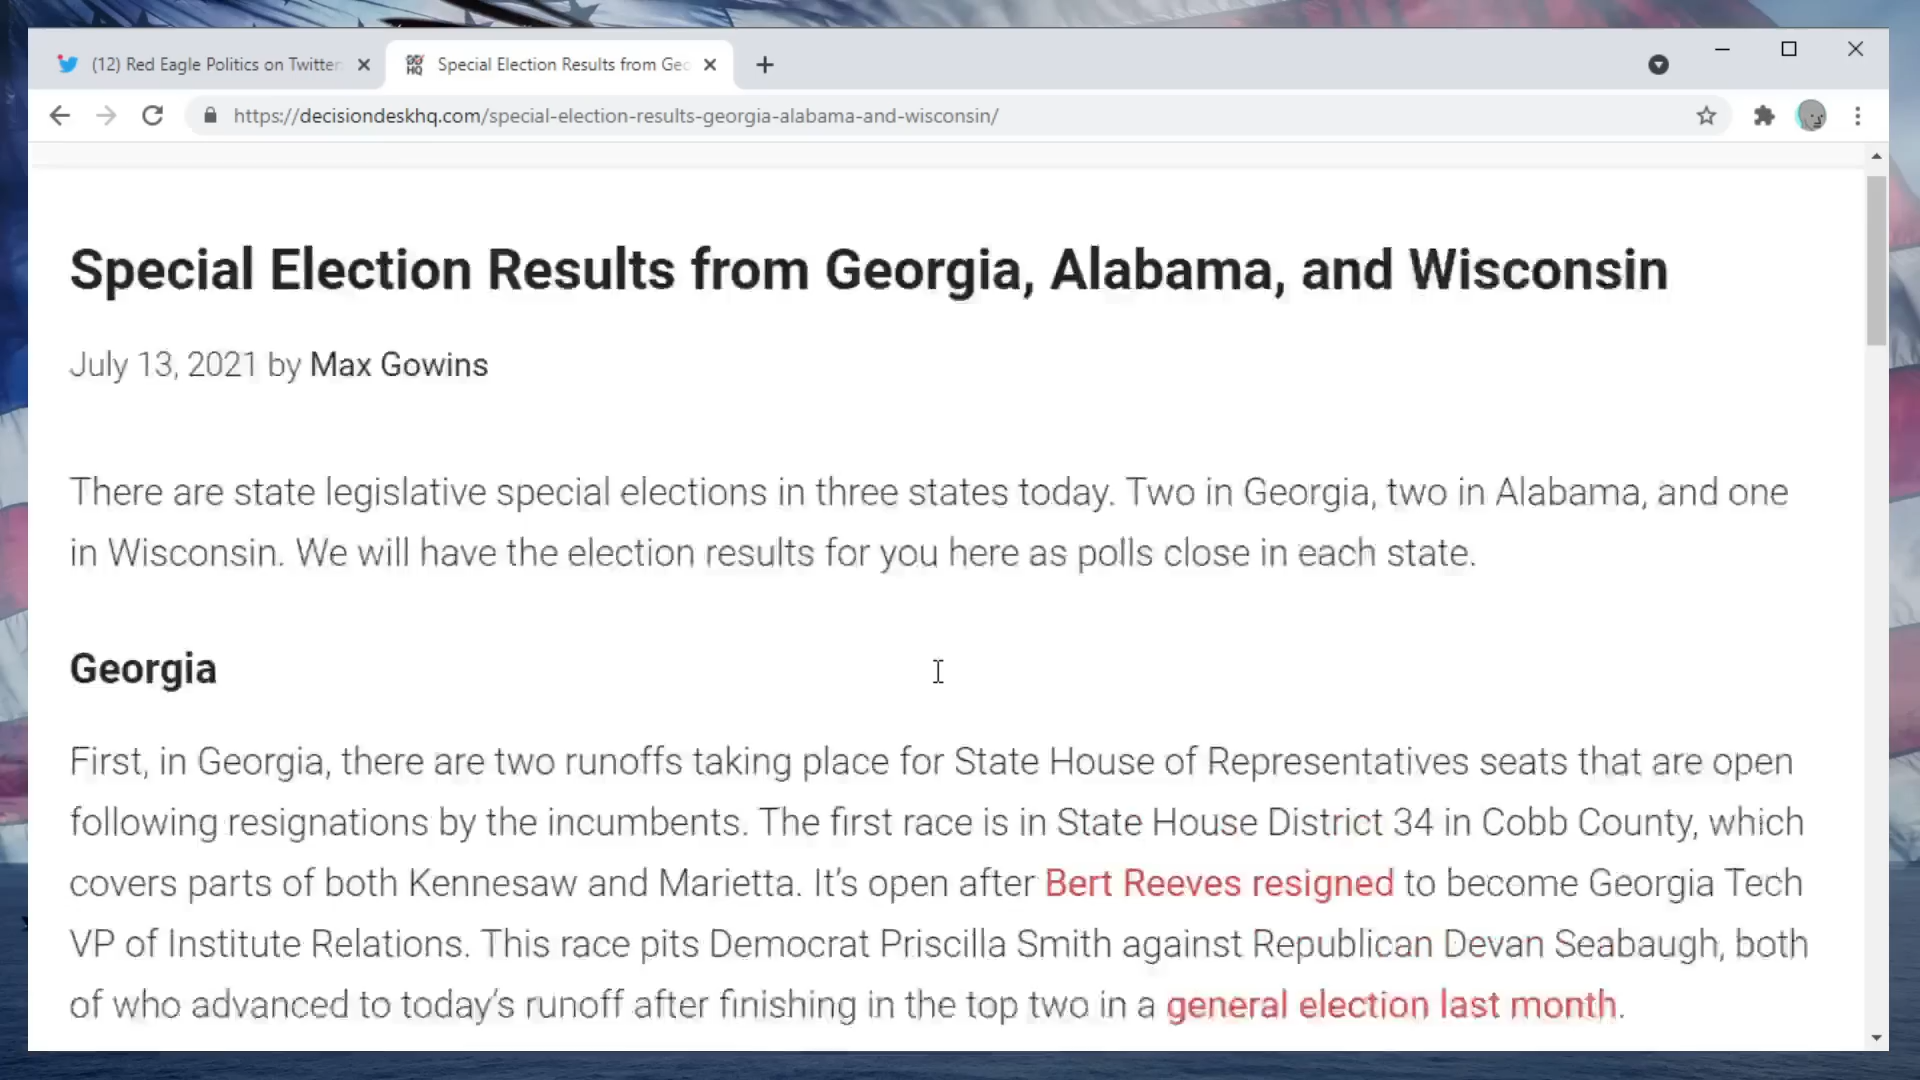 (12) Red Eagle Politics on Twitter
Special Election Results from Geo
https://decisiondeskhq.com/special-election-results-georgia-alabama-and-wisconsin/
Special Election Results from Georgia, Alabama, and Wisconsin
July 13, 2021 by Max Gowins
There are state legislative special elections in three states today. Two in Georgia, two in Alabama, and one
in Wisconsin. We will have the election results for you here as polls close in each state.
Georgia
First, in Georgia, there are two runoffs taking place for State House of Representatives seats that are open
following resignations by the incumbents. The first race is in State House District 34 in Cobb County, which
covers parts of both Kennesaw and Marietta. It’s open after Bert Reeves resigned to become Georgia Tech
VP of Institute Relations. This race pits Democrat Priscilla Smith against Republican Devan Seabaugh, both
of who advanced to today’s runoff after finishing in the top two in a general election last month.